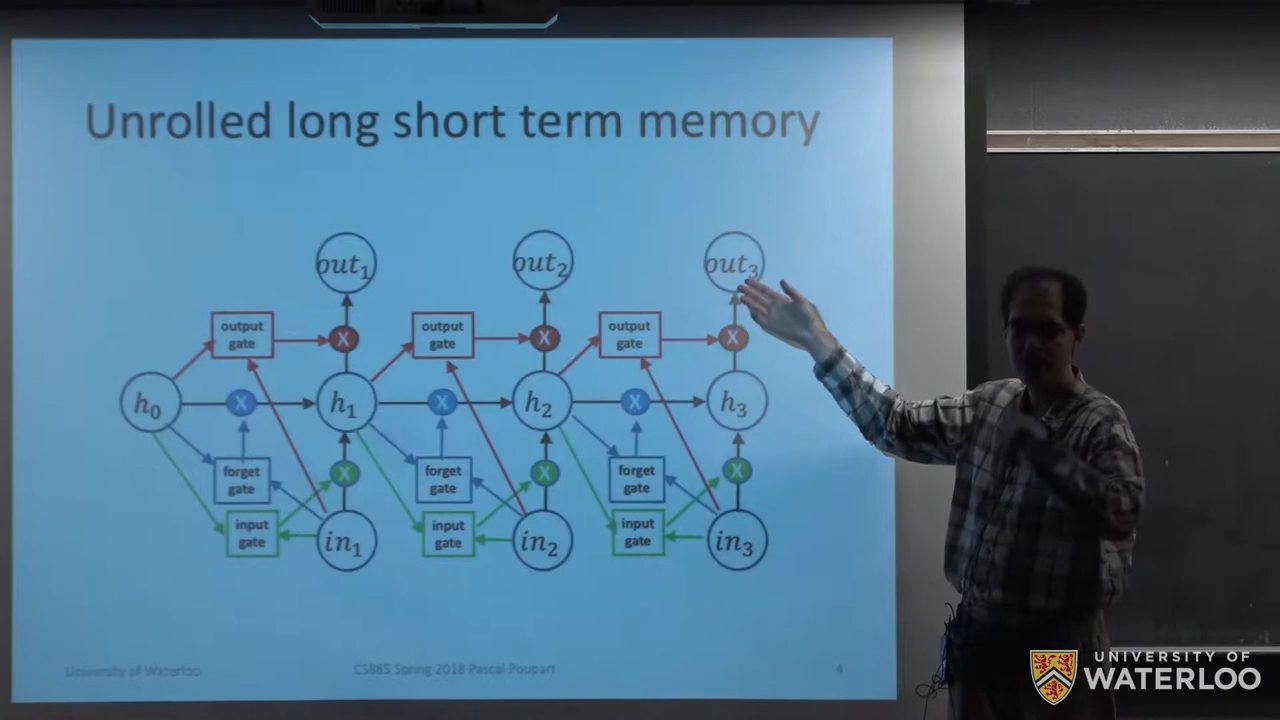 Unrolled long short term memory
out₁ out₂ out₃
output gate output gate output gate
X X X
h₀ X h₁ X h₂ X h₃
forget gate X forget gate X forget gate X
input gate input gate input gate
in₁ in₂ in₃
University of Waterloo CS885 Spring 2018 Pascal Poupart 4
UNIVERSITY OF
WATERLOO